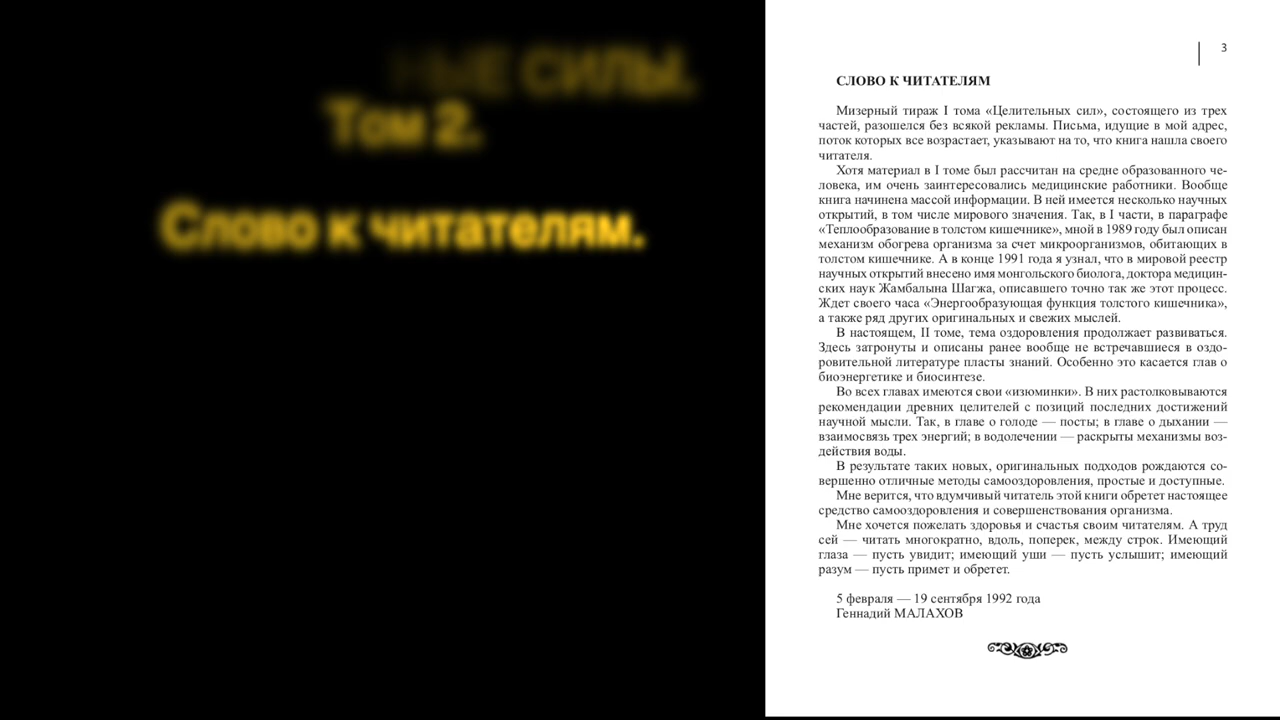 НЫЕ СИЛЫ.
Том 2.
Слово к читателям.
3
СЛОВО К ЧИТАТЕЛЯМ
Мизерный тираж I тома «Целительных сил», состоящего из трех
частей, разошелся без всякой рекламы. Письма, идущие в мой адрес,
поток которых все возрастает, указывают на то, что книга нашла своего
читателя.
Хотя материал в I томе был рассчитан на средне образованного че-
ловека, им очень заинтересовались медицинские работники. Вообще
книга начинена массой информации. В ней имеется несколько научных
открытий, в том числе мирового значения. Так, в I части, в параграфе
«Теплообразование в толстом кишечнике», мной в 1989 году был описан
механизм обогрева организма за счет микроорганизмов, обитающих в
толстом кишечнике. А в конце 1991 года я узнал, что в мировой реестр
научных открытий внесено имя монгольского биолога, доктора медицин-
ских наук Жамбалына Шагжа, описавшего точно так же этот процесс.
Ждет своего часа «Энергообразующая функция толстого кишечника»,
а также ряд других оригинальных и свежих мыслей.
В настоящем, II томе, тема оздоровления продолжает развиваться.
Здесь затронуты и описаны ранее вообще не встречавшиеся в оздо-
ровительной литературе пласты знаний. Особенно это касается глав о
биоэнергетике и биосинтезе.
Во всех главах имеются свои «изюминки». В них растолковываются
рекомендации древних целителей с позиций последних достижений
научной мысли. Так, в главе о голоде — посты; в главе о дыхании —
взаимосвязь трех энергий; в водолечении — раскрыты механизмы воз-
действия воды.
В результате таких новых, оригинальных подходов рождаются со-
вершенно отличные методы самооздоровления, простые и доступные.
Мне верится, что вдумчивый читатель этой книги обретет настоящее
средство самооздоровления и совершенствования организма.
Мне хочется пожелать здоровья и счастья своим читателям. А труд
сей — читать многократно, вдоль, поперек, между строк. Имеющий
глаза — пусть увидит; имеющий уши — пусть услышит; имеющий
разум — пусть примет и обретет.
5 февраля — 19 сентября 1992 года
Геннадий МАЛАХОВ